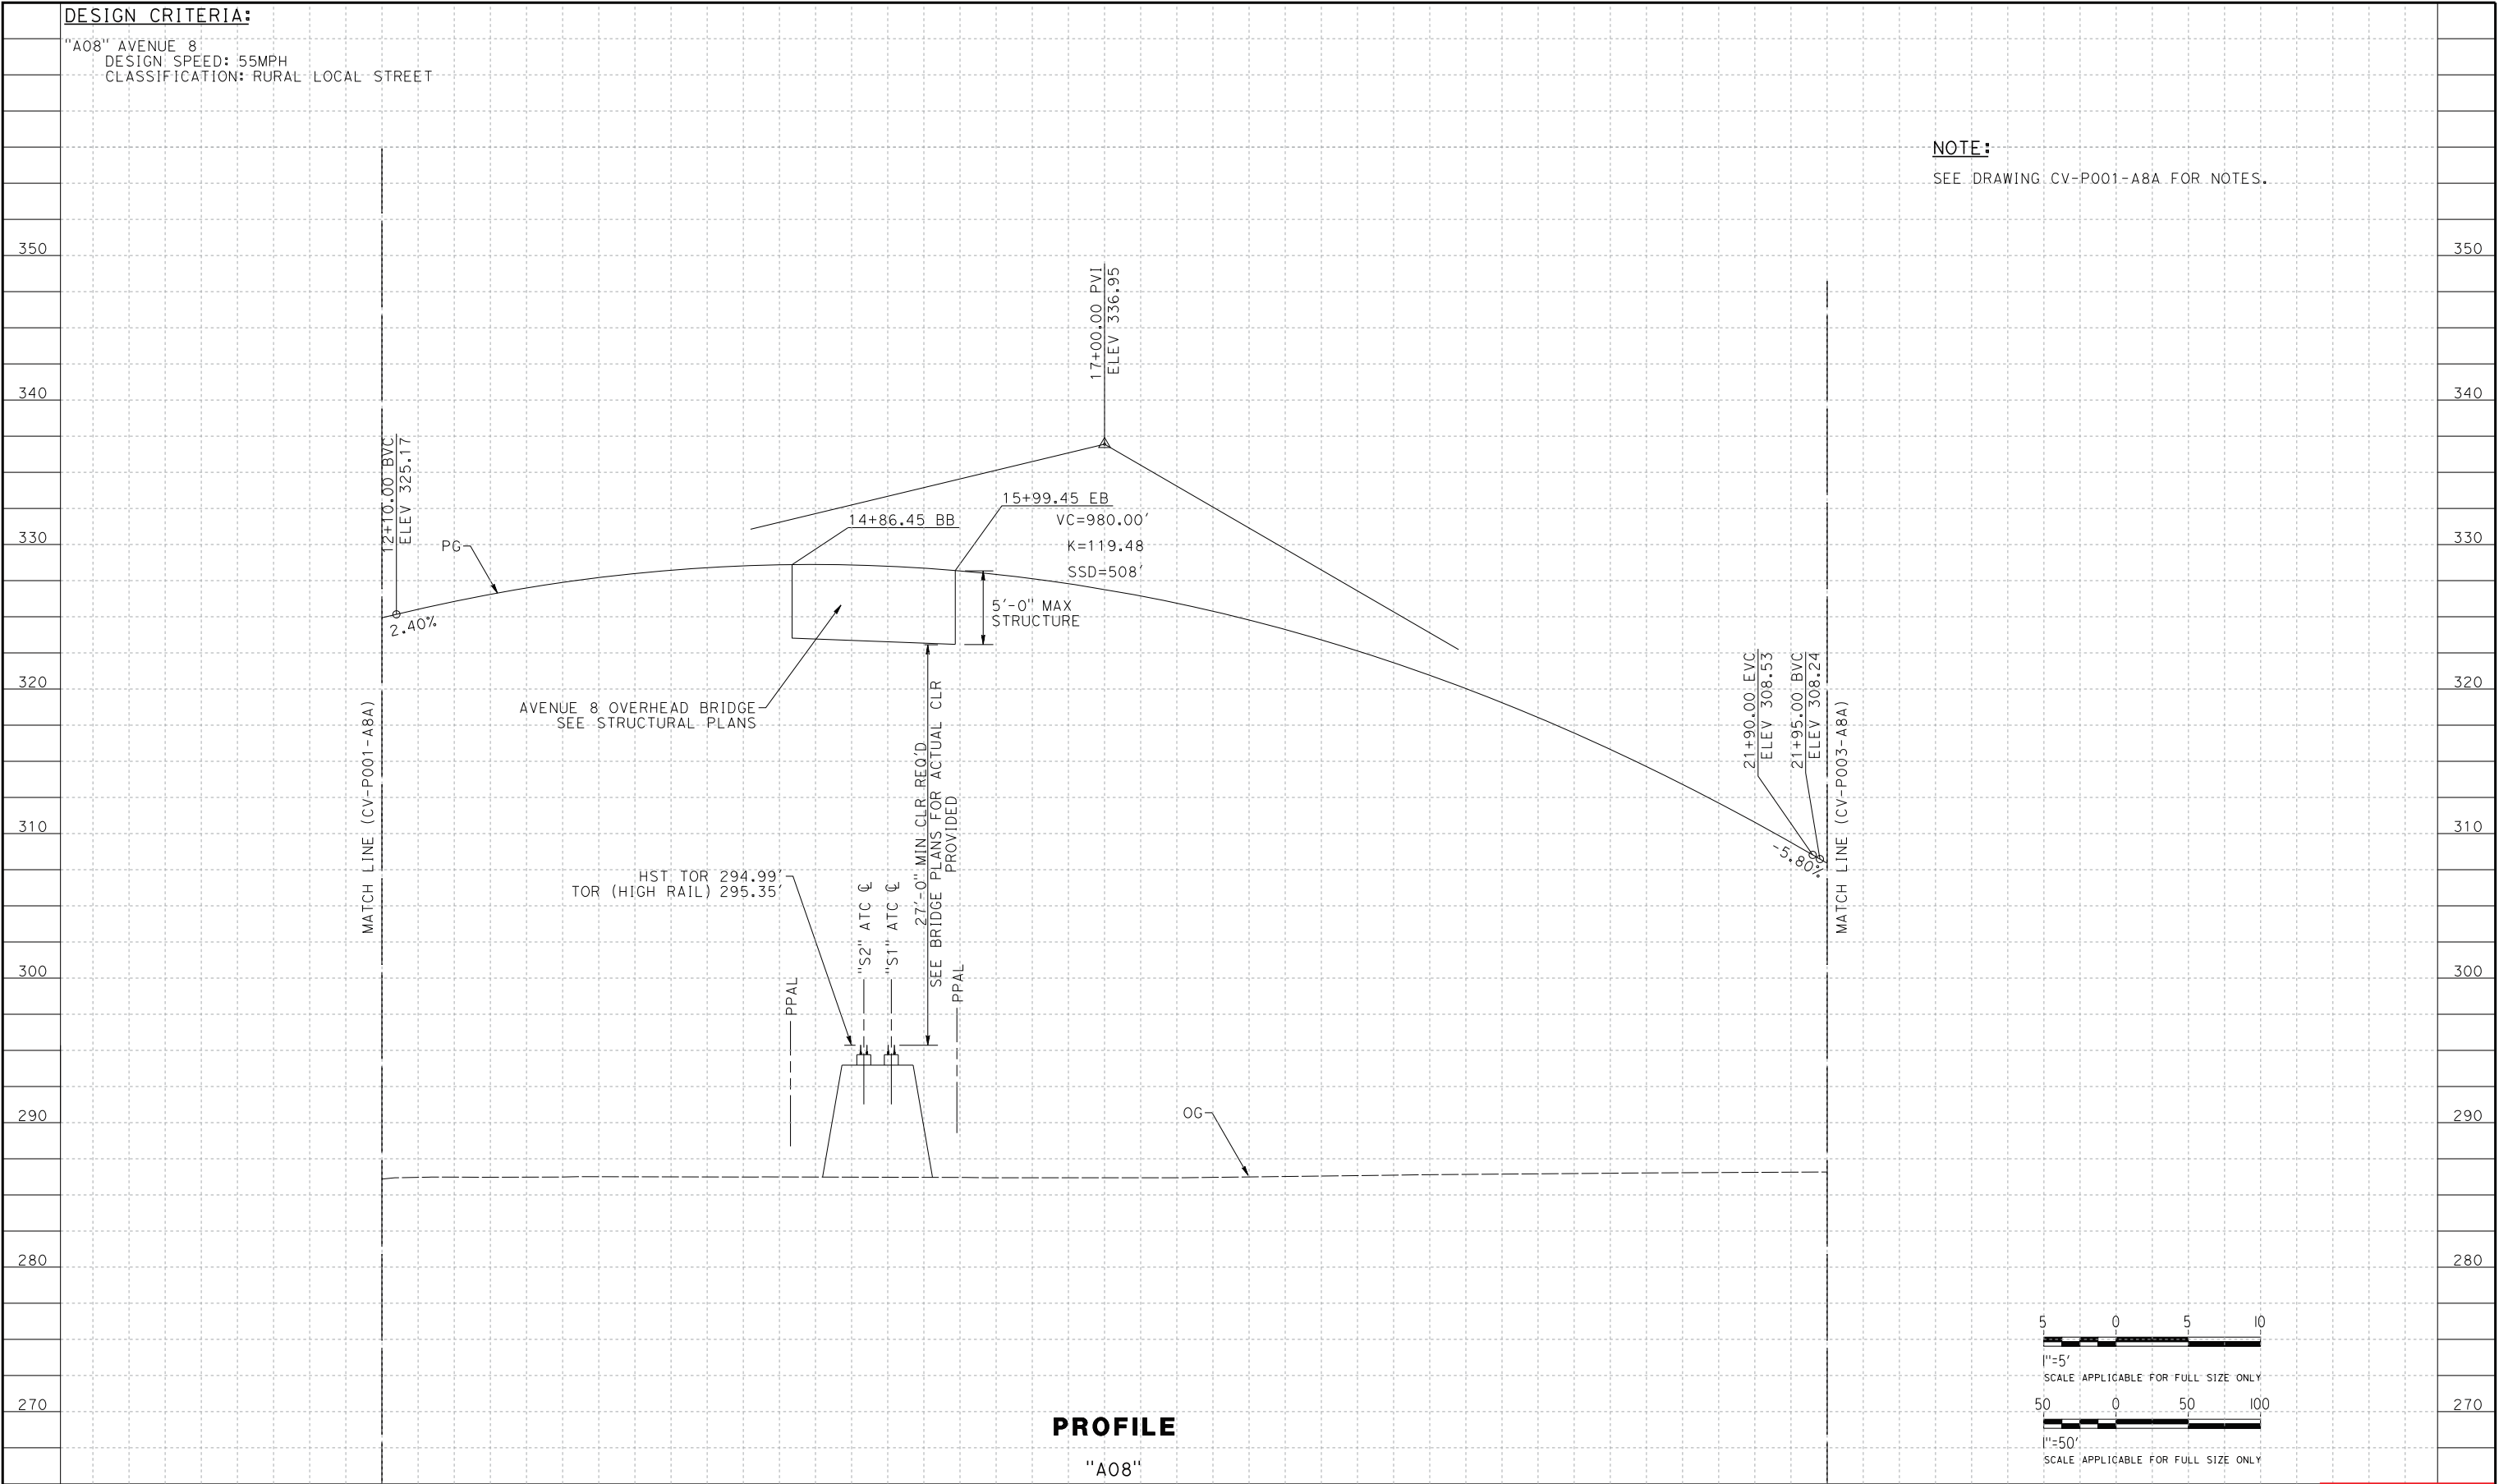 DESIGN CRITERIA:
"A08" AVENUE 8
DESIGN SPEED: 55MPH
CLASSIFICATION: RURAL LOCAL STREET
NOTE:
SEE DRAWING CV-P001-A8A FOR NOTES.
350
340
330
320
310
300
290
280
270
350
340
330
320
310
300
290
280
270
MATCH LINE (CV-P001-A8A)
12+10.00 BVC
ELEV 325.17
2.40%
PG
17+00.00 PVI
ELEV 336.95
14+86.45 BB
15+99.45 EB
VC=980.00'
K=119.48
SSD=508'
5'-0" MAX
STRUCTURE
AVENUE 8 OVERHEAD BRIDGE
SEE STRUCTURAL PLANS
27'-0" MIN CLR REQ'D
SEE BRIDGE PLANS FOR ACTUAL CLR
PROVIDED
HST TOR 294.99'
TOR (HIGH RAIL) 295.35'
PPAL
"S2" ATC ℄
"S1" ATC ℄
PPAL
OG
21+90.00 EVC
ELEV 308.53
21+95.00 BVC
ELEV 308.24
-5.80%
MATCH LINE (CV-P003-A8A)
5 0 5 10
1"=5'
SCALE APPLICABLE FOR FULL SIZE ONLY
50 0 50 100
1"=50'
SCALE APPLICABLE FOR FULL SIZE ONLY
PROFILE
"A08"